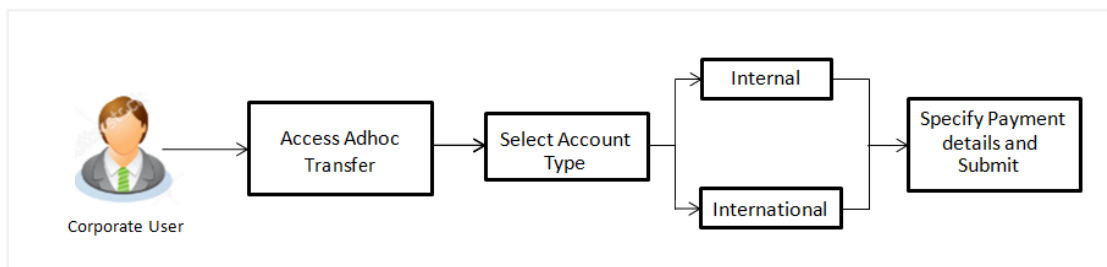 Corporate User
Access Adhoc
Transfer
Select Account
Type
Internal
International
Specify Payment
details and
Submit